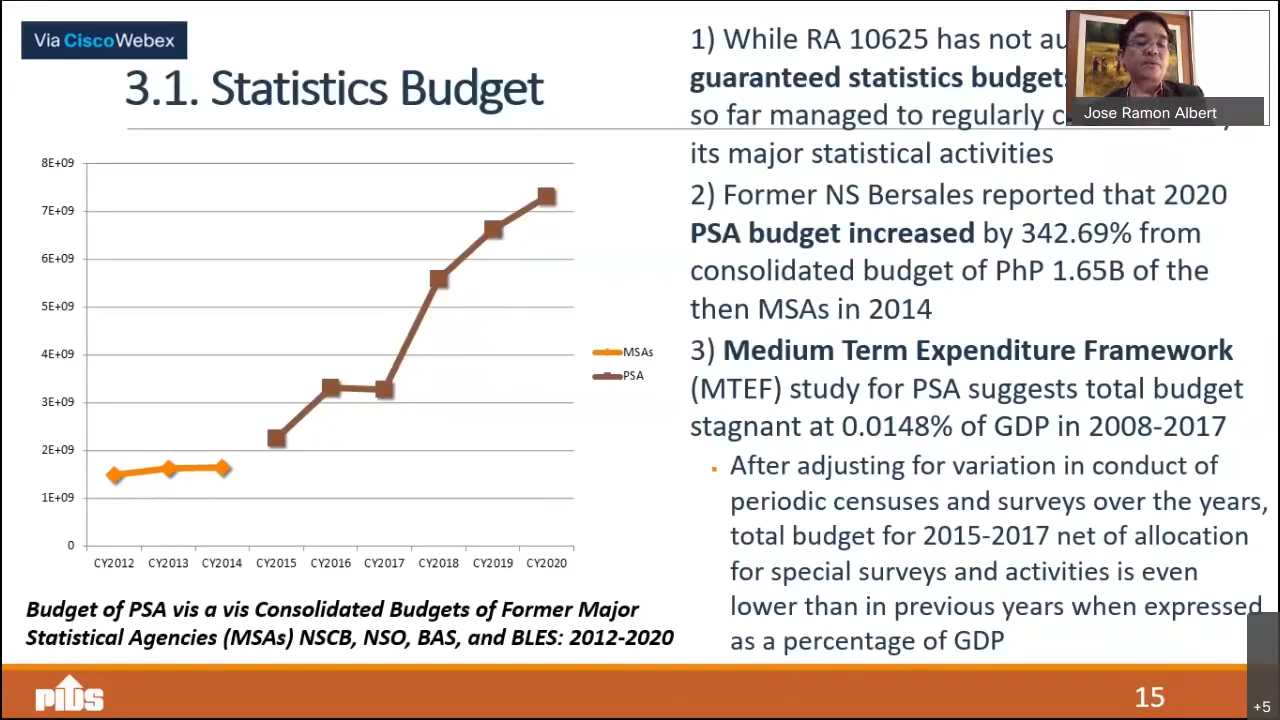 Via Cisco Webex
3.1. Statistics Budget
8E+09
7E+09
6E+09
5E+09
4E+09
3E+09
2E+09
1E+09
0
CY2012 CY2013 CY2014 CY2015 CY2016 CY2017 CY2018 CY2019 CY2020
MSAs
PSA
Budget of PSA vis a vis Consolidated Budgets of Former Major
Statistical Agencies (MSAs) NSCB, NSO, BAS, and BLES: 2012-2020
1) While RA 10625 has not
guaranteed statistics budgets
so far managed to regularly
its major statistical activities
2) Former NS Bersales reported that 2020
PSA budget increased by 342.69% from
consolidated budget of PhP 1.65B of the
then MSAs in 2014
3) Medium Term Expenditure Framework
(MTEF) study for PSA suggests total budget
stagnant at 0.0148% of GDP in 2008-2017
After adjusting for variation in conduct of
periodic censuses and surveys over the years,
total budget for 2015-2017 net of allocation
for special surveys and activities is even
lower than in previous years when expressed
as a percentage of GDP
Jose Ramon Albert
PIDS
15
+5